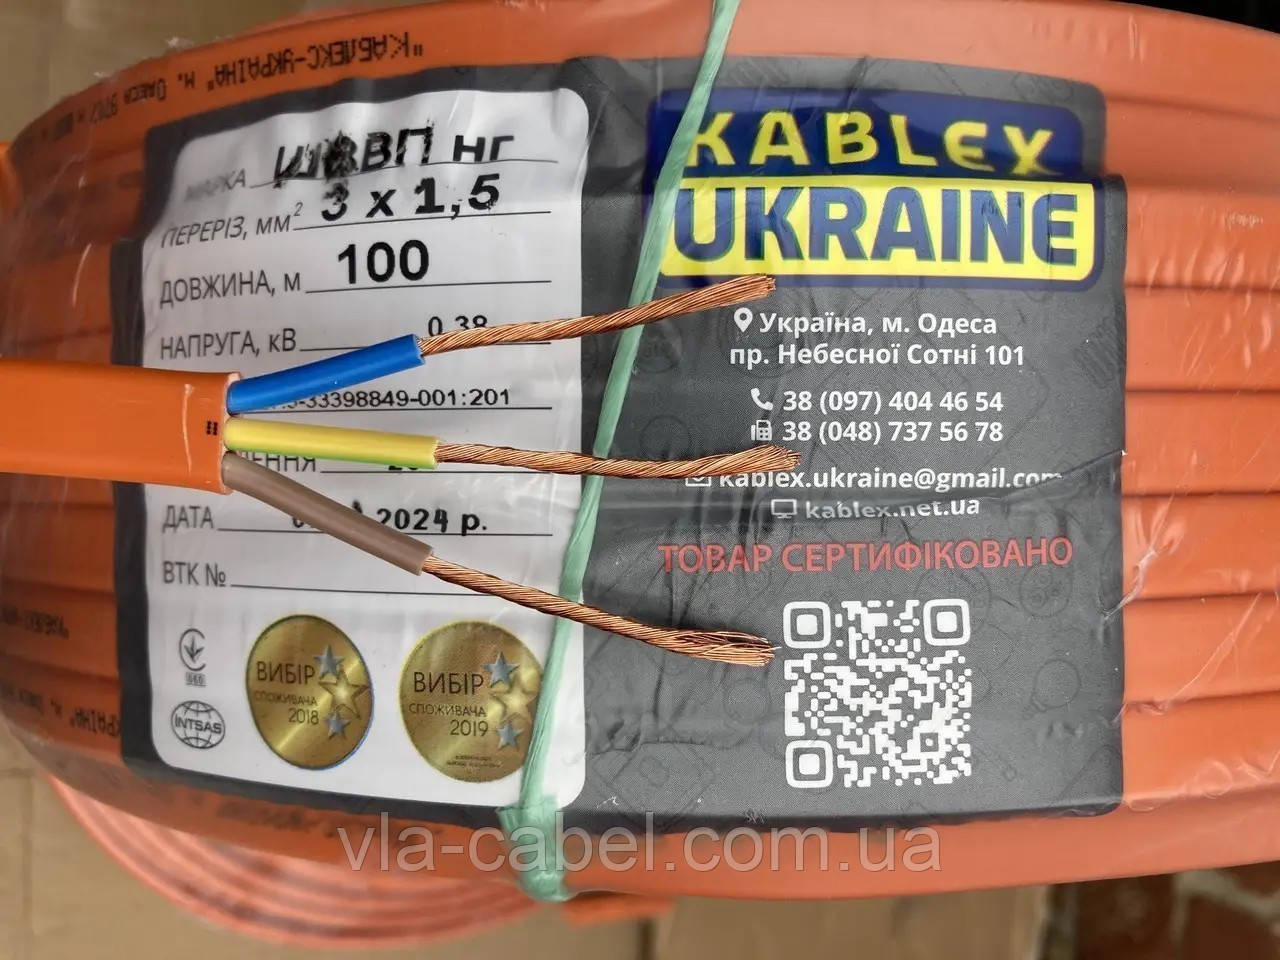 "КАБЛЕКС-УКРАЇНА" М. Одеса
МАРКА ШВВП нг
ПЕРЕРІЗ, мм² 3 x 1,5
ДОВЖИНА, м 100
НАПРУГА, кВ 0,38
33398849-001:201
ДАТА 2024 р.
ВТК №
INTSAS
ВИБІР
СПОЖИВАЧА
2018
ВИБІР
СПОЖИВАЧА
2019
KABLEX
UKRAINE
Україна, м. Одеса
пр. Небесної Сотні 101
38 (097) 404 46 54
38 (048) 737 56 78
kablex.ukraine@gmail.com
kablex.net.ua
ТОВАР СЕРТИФІКОВАНО
vla-cabel.com.ua